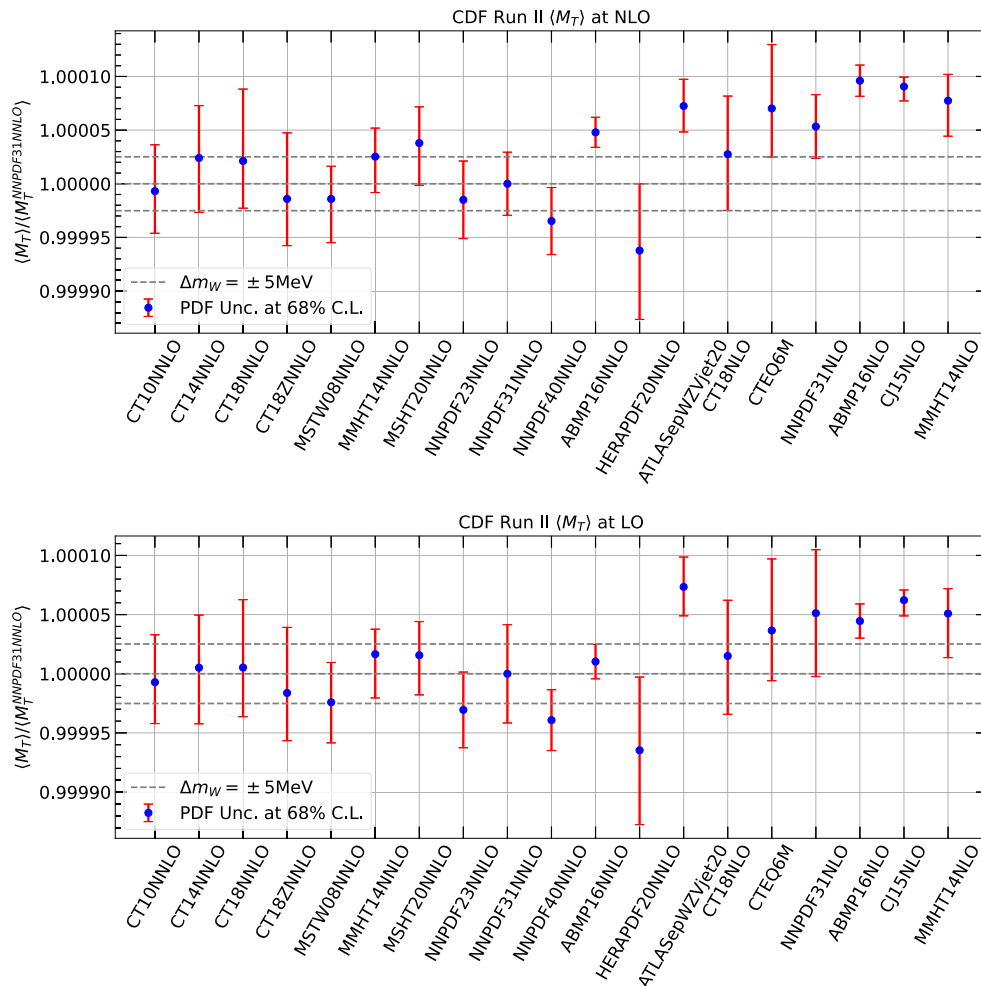 CDF Run II ⟨M_T⟩ at NLO
⟨M_T⟩/⟨M_T^{NNPDF31NNLO}⟩
1.00010
1.00005
1.00000
0.99995
0.99990
Δm_W = ± 5MeV
PDF Unc. at 68% C.L.
CT10NNLO
CT14NNLO
CT18NNLO
CT18ZNNLO
MSTW08NNLO
MMHT14NNLO
MSHT20NNLO
NNPDF23NNLO
NNPDF31NNLO
NNPDF40NNLO
ABMP16NNLO
HERAPDF20NNLO
ATLASepWZVjet20
CT18NLO
CTEQ6M
NNPDF31NLO
ABMP16NLO
CJ15NLO
MMHT14NLO
CDF Run II ⟨M_T⟩ at LO
⟨M_T⟩/⟨M_T^{NNPDF31NNLO}⟩
1.00010
1.00005
1.00000
0.99995
0.99990
Δm_W = ± 5MeV
PDF Unc. at 68% C.L.
CT10NNLO
CT14NNLO
CT18NNLO
CT18ZNNLO
MSTW08NNLO
MMHT14NNLO
MSHT20NNLO
NNPDF23NNLO
NNPDF31NNLO
NNPDF40NNLO
ABMP16NNLO
HERAPDF20NNLO
ATLASepWZVjet20
CT18NLO
CTEQ6M
NNPDF31NLO
ABMP16NLO
CJ15NLO
MMHT14NLO